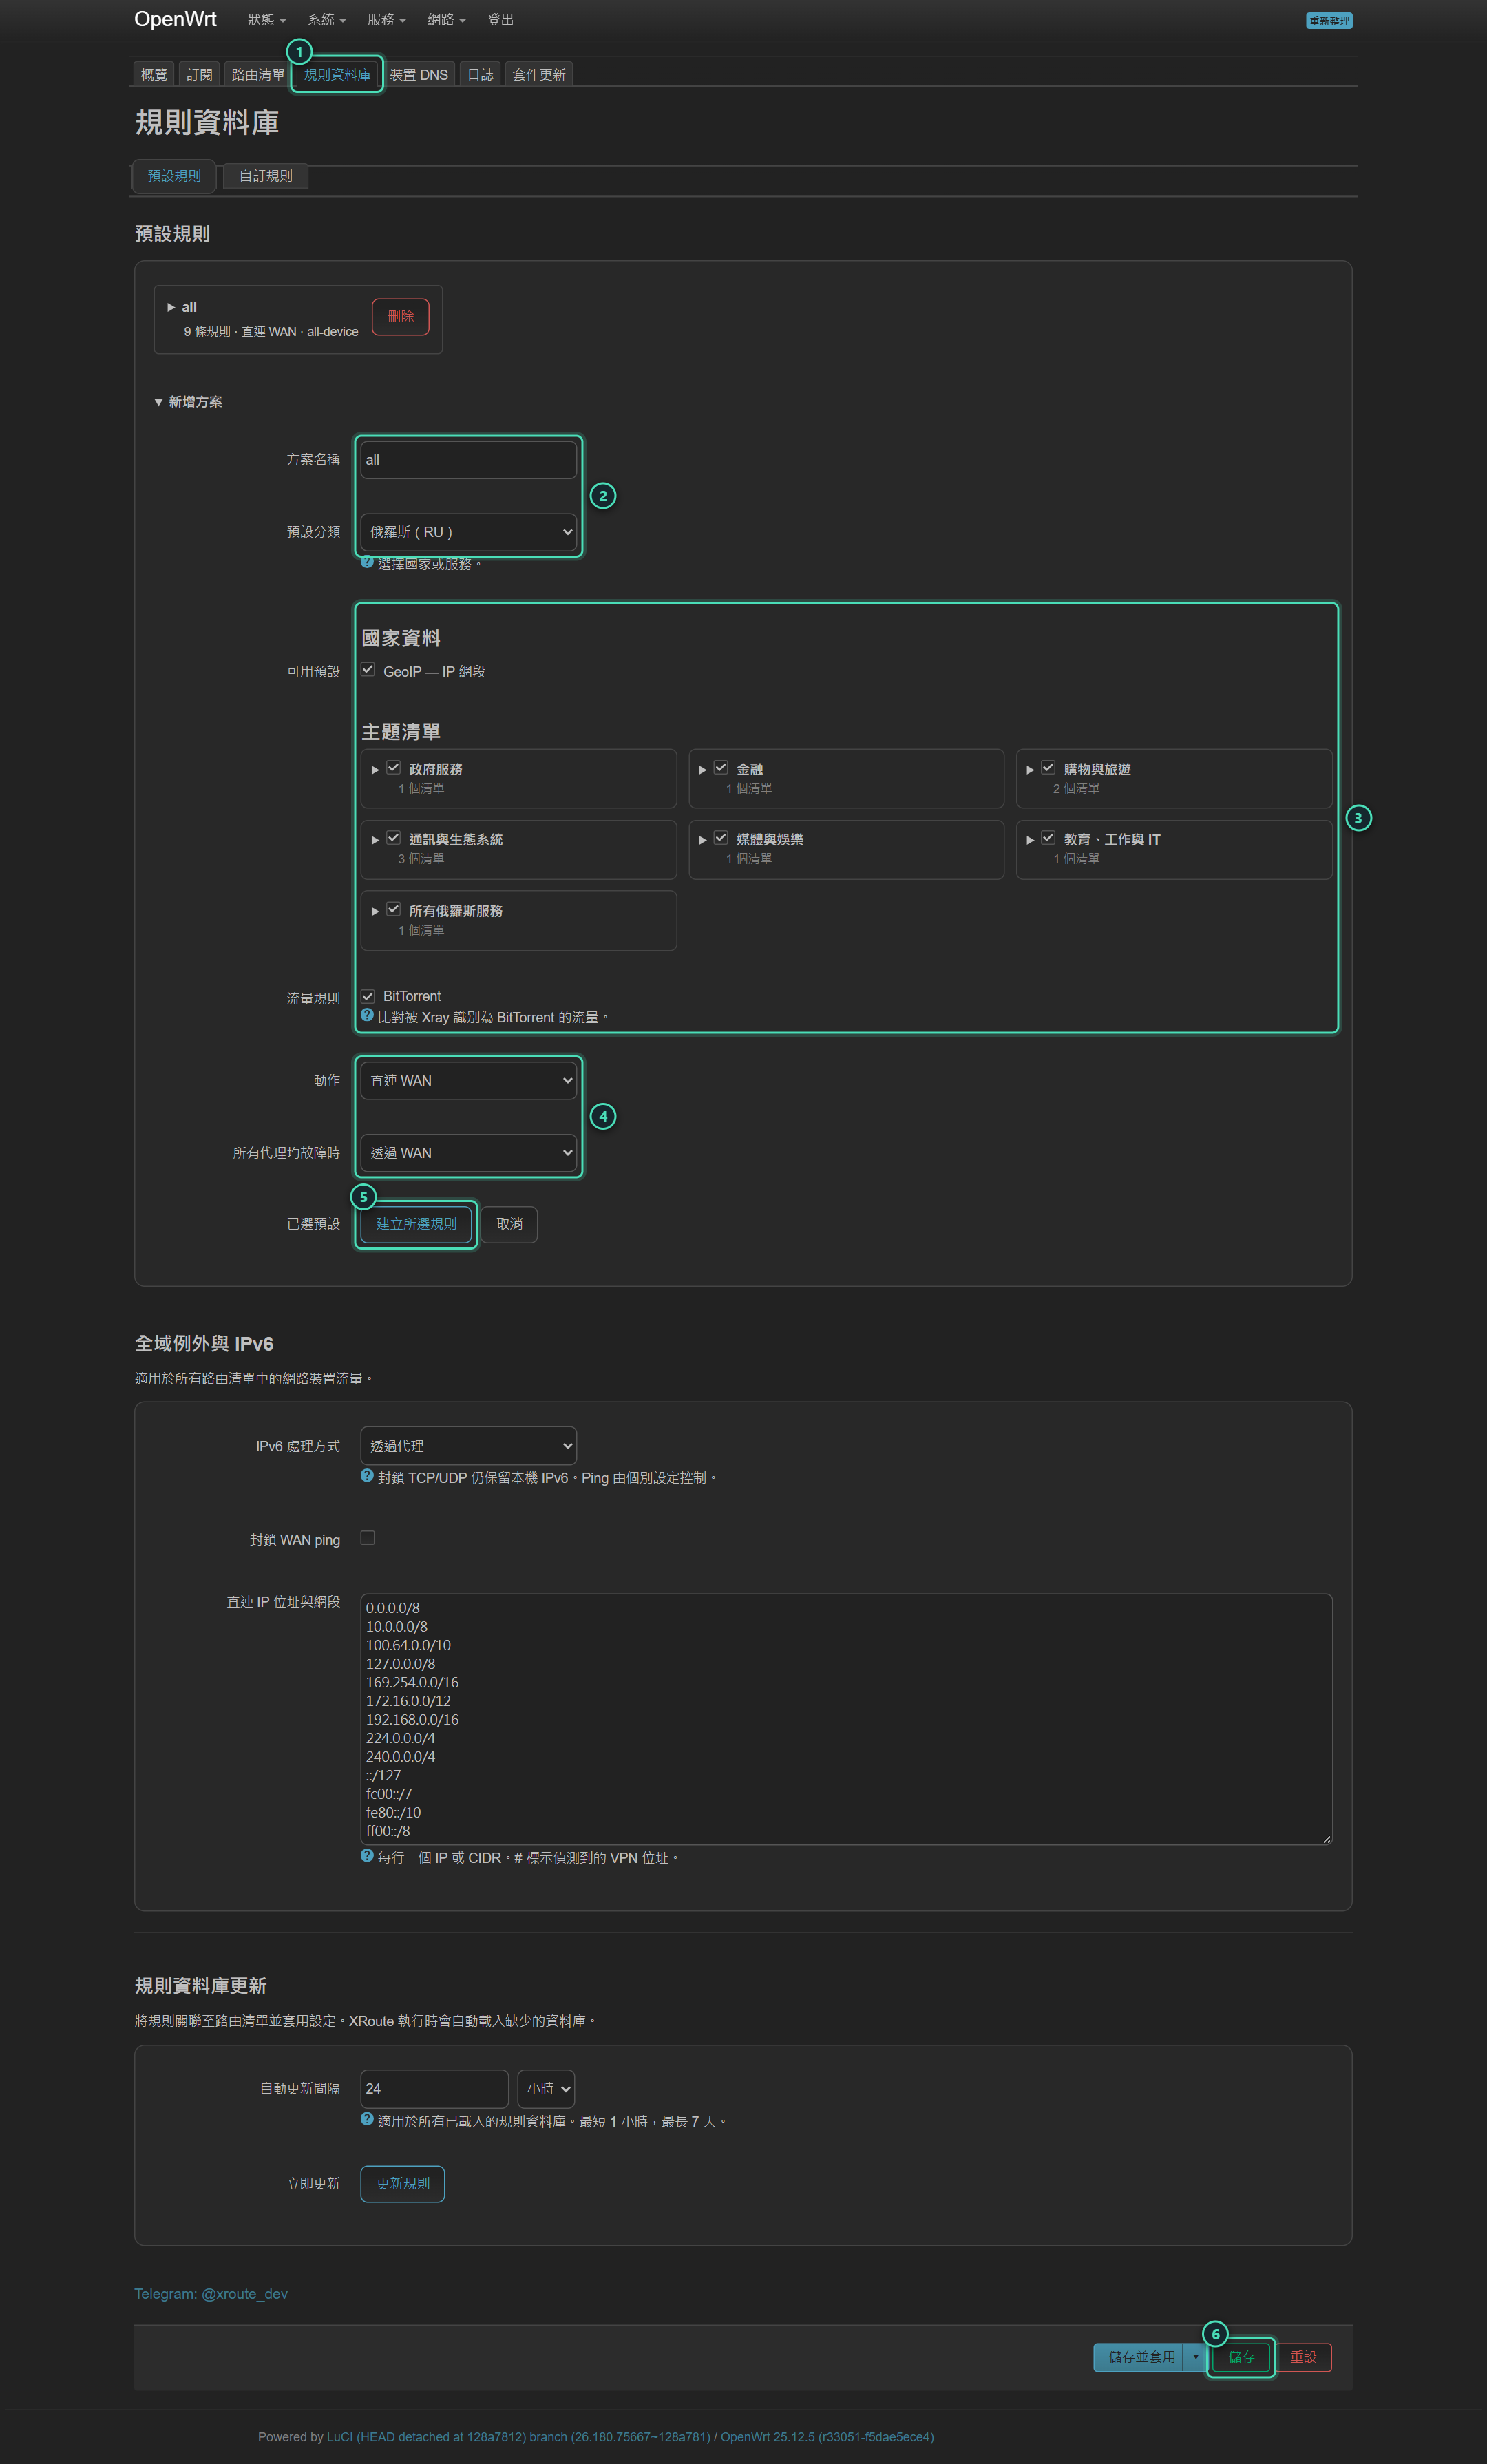 OpenWrt 狀態 系統 服務 網路 登出 重新整理
1
概覽 訂閱 路由清單 規則資料庫 裝置 DNS 日誌 套件更新
規則資料庫
預設規則 自訂規則
預設規則
all
9 條規則 · 直連 WAN · all-device
刪除
新增方案
方案名稱 all
2
預設分類 俄羅斯 ( RU )
選擇國家或服務。
國家資料
可用預設 GeoIP — IP 網段
主題清單
政府服務 金融 購物與旅遊
1 個清單 1 個清單 2 個清單
3
通訊與生態系統 媒體與娛樂 教育、工作與 IT
3 個清單 1 個清單 1 個清單
所有俄羅斯服務
1 個清單
流量規則 BitTorrent
比對被 Xray 識別為 BitTorrent 的流量。
動作 直連 WAN
4
所有代理均故障時 透過 WAN
5
已選預設 建立所選規則 取消
全域例外與 IPv6
適用於所有路由清單中的網路裝置流量。
IPv6 處理方式 透過代理
封鎖 TCP/UDP 仍保留本機 IPv6。Ping 由個別設定控制。
封鎖 WAN ping
直連 IP 位址與網段
0.0.0.0/8
10.0.0.0/8
100.64.0.0/10
127.0.0.0/8
169.254.0.0/16
172.16.0.0/12
192.168.0.0/16
224.0.0.0/4
240.0.0.0/4
::/127
fc00::/7
fe80::/10
ff00::/8
每行一個 IP 或 CIDR。# 標示偵測到的 VPN 位址。
規則資料庫更新
將規則關聯至路由清單並套用設定。XRoute 執行時會自動載入缺少的資料庫。
自動更新間隔 24 小時
適用於所有已載入的規則資料庫。最短 1 小時，最長 7 天。
立即更新 更新規則
Telegram: @xroute_dev
6
儲存並套用 儲存 重設
Powered by LuCI (HEAD detached at 128a7812) branch (26.180.75667~128a781) / OpenWrt 25.12.5 (r33051-f5dae5ece4)